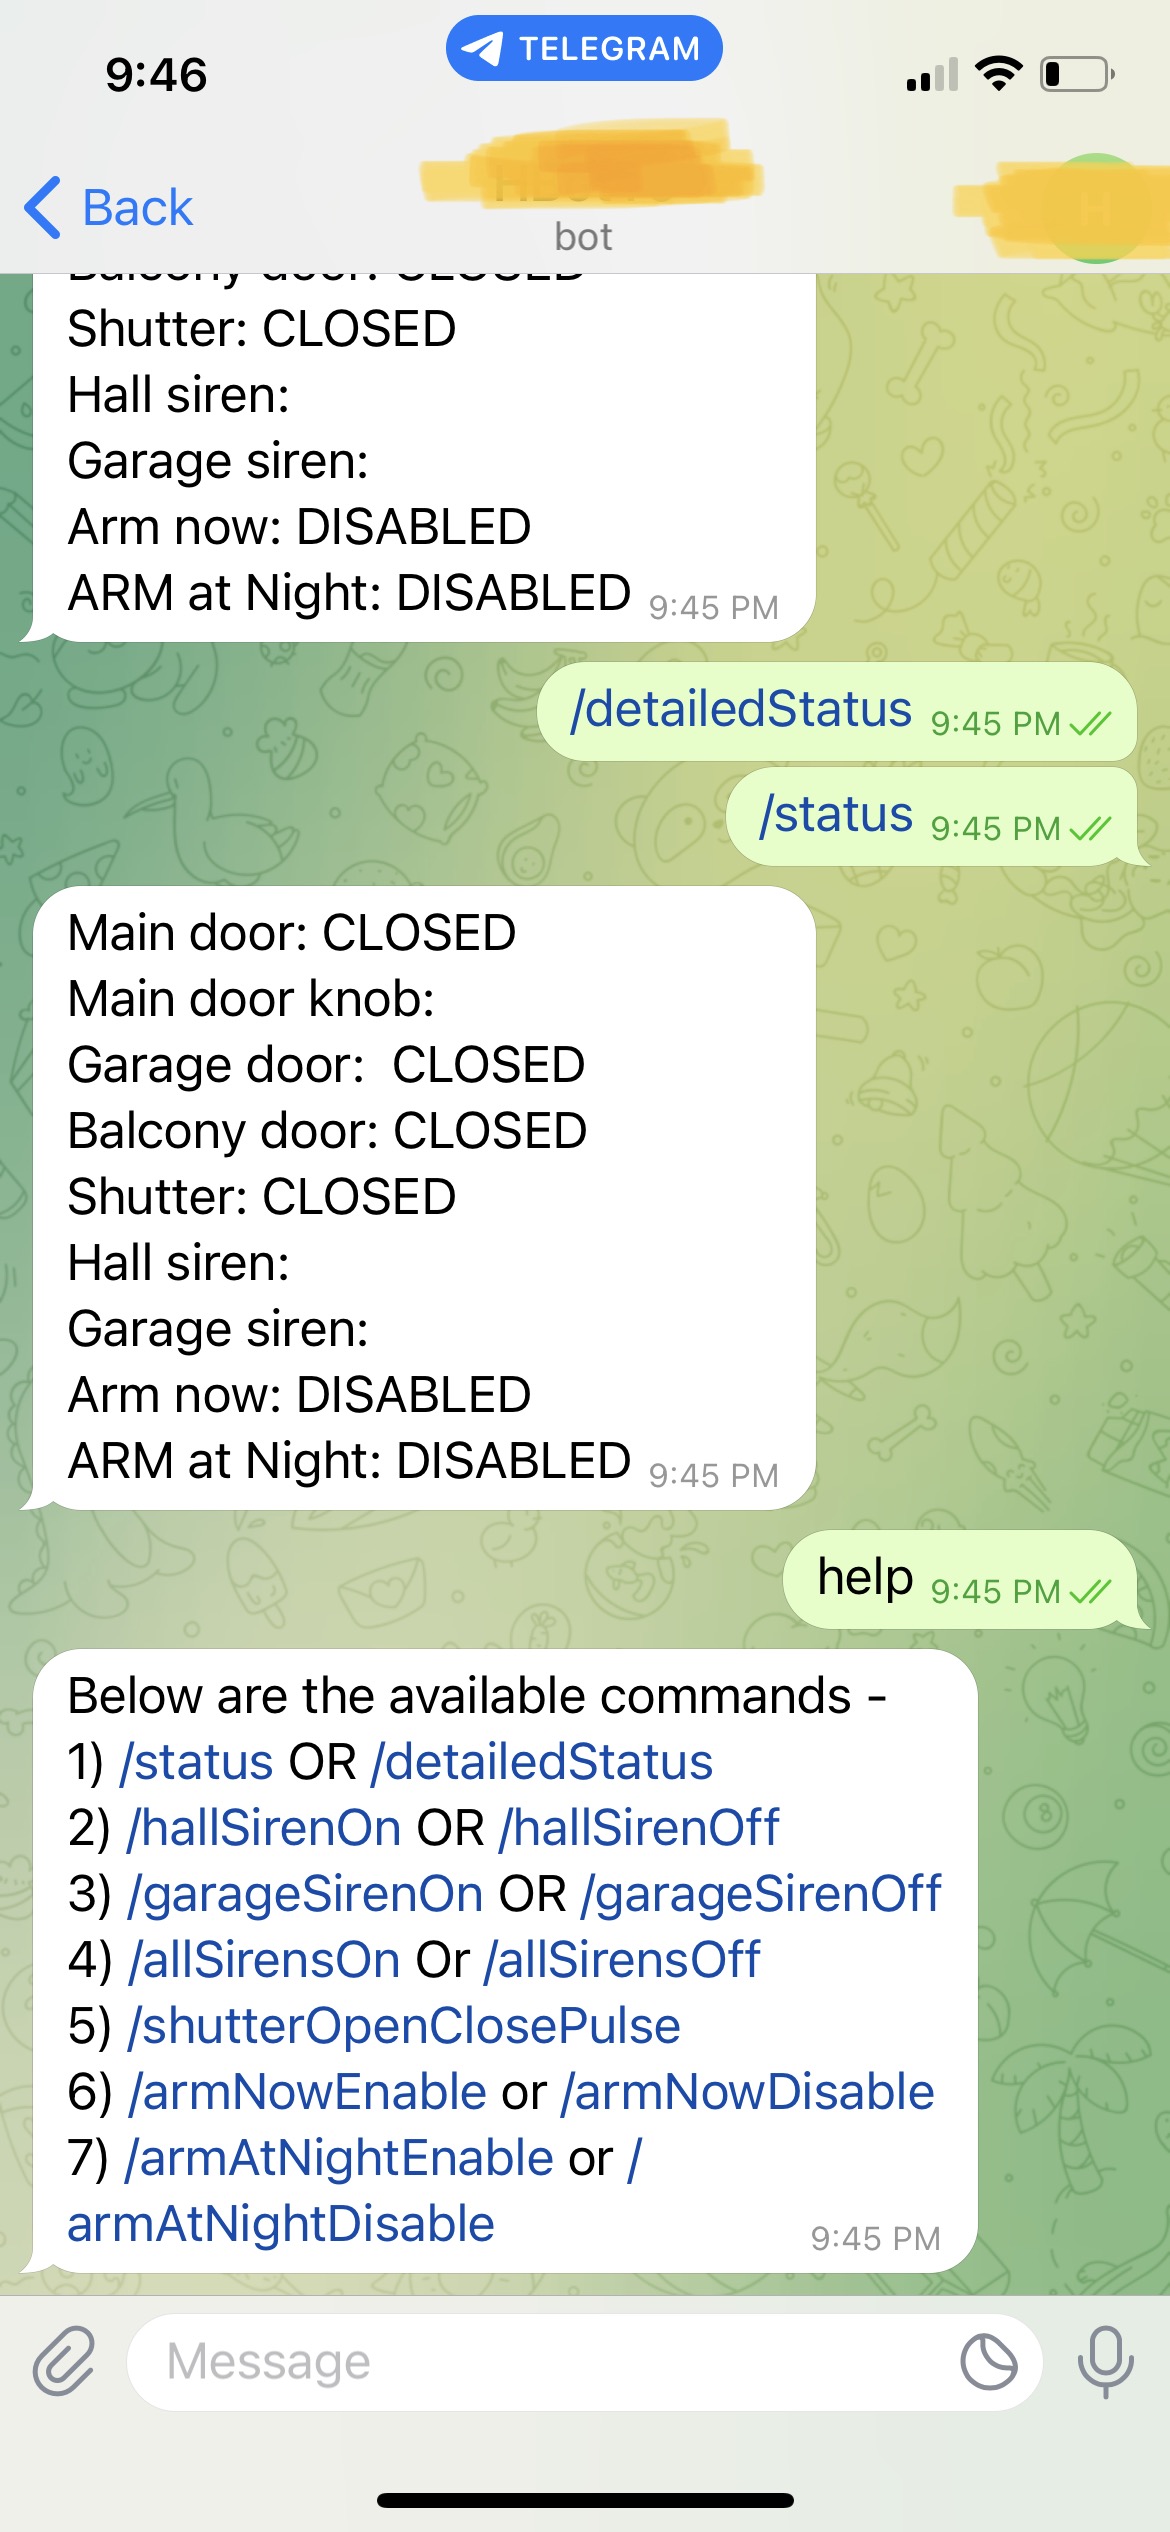 9:46
TELEGRAM
Back
bot
Balcony door: CLOSED
Shutter: CLOSED
Hall siren:
Garage siren:
Arm now: DISABLED
ARM at Night: DISABLED 9:45 PM
/detailedStatus 9:45 PM
/status 9:45 PM
Main door: CLOSED
Main door knob:
Garage door:  CLOSED
Balcony door: CLOSED
Shutter: CLOSED
Hall siren:
Garage siren:
Arm now: DISABLED
ARM at Night: DISABLED 9:45 PM
help 9:45 PM
Below are the available commands -
1) /status OR /detailedStatus
2) /hallSirenOn OR /hallSirenOff
3) /garageSirenOn OR /garageSirenOff
4) /allSirensOn Or /allSirensOff
5) /shutterOpenClosePulse
6) /armNowEnable or /armNowDisable
7) /armAtNightEnable or /
armAtNightDisable 9:45 PM
Message